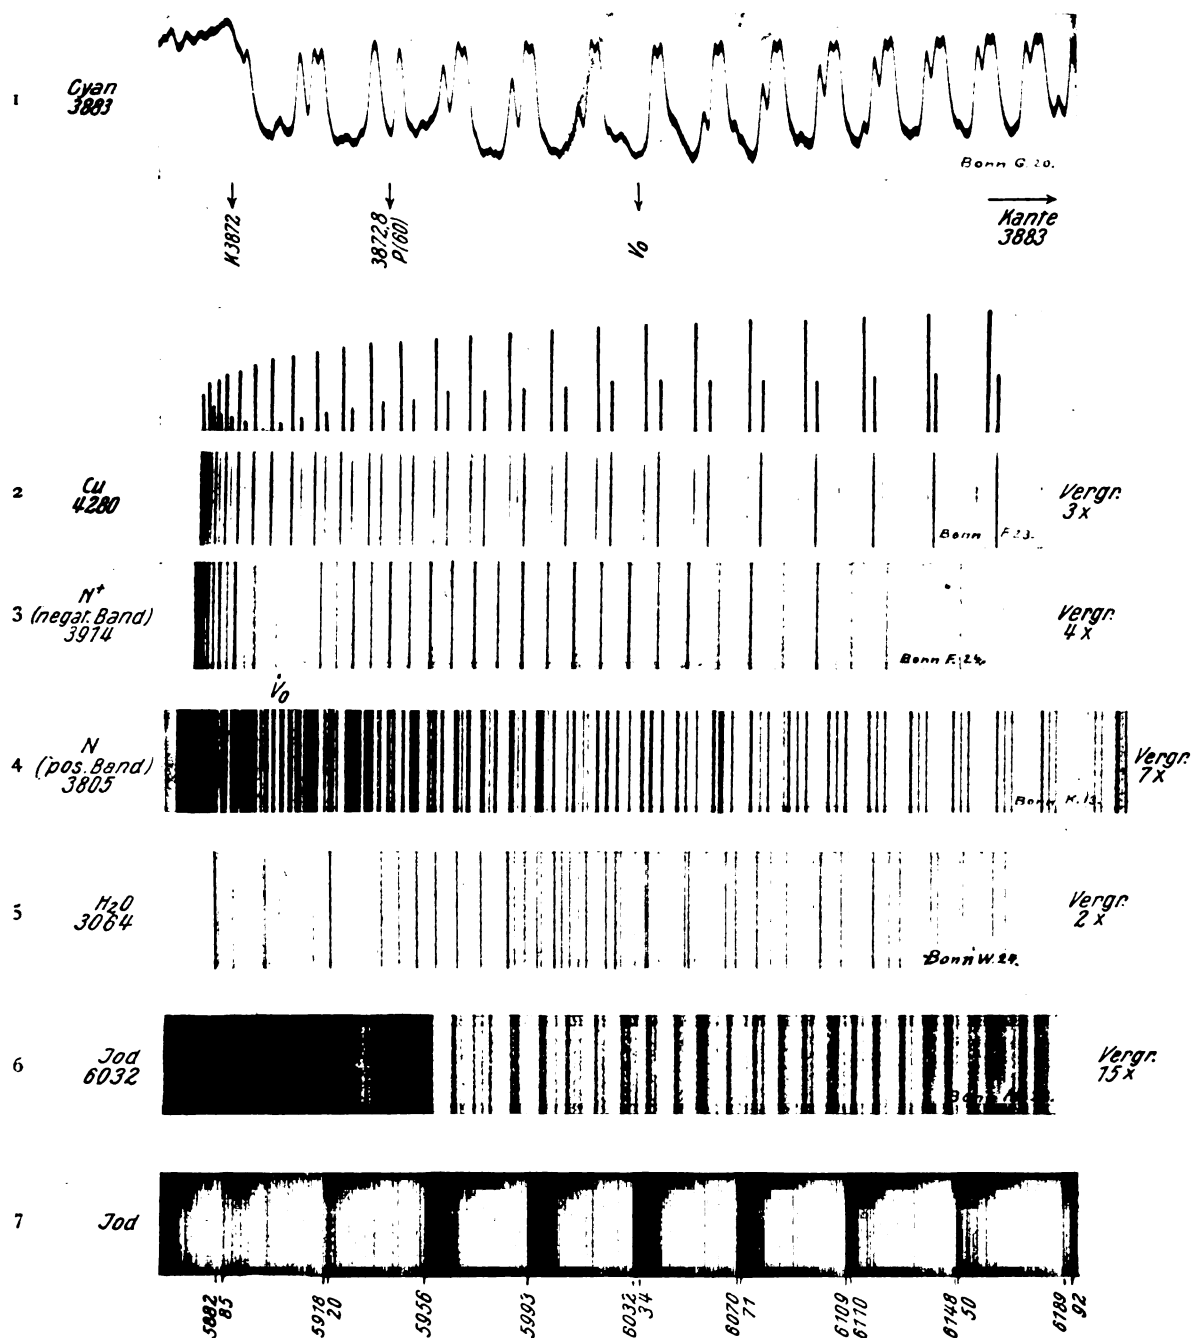 1
Cyan
3883
Bonn G. 20.
K3872
3872,8
P(60)
V0
Kante
3883
2
Cu
4280
Vergr.
3x
Bonn F.23.
3
N+
(negat. Band)
3914
Vergr.
4x
Bonn F. 24.
V0
4
N
(pos. Band)
3805
Vergr.
7x
Bonn K. 13.
5
H2O
3064
Vergr.
2x
Bonn W. 24.
6
Jod
6032
Vergr.
15x
7
Jod
5882
85
5918
20
5956
5993
6032
34
6070
71
6109
6110
6148
50
6189
92